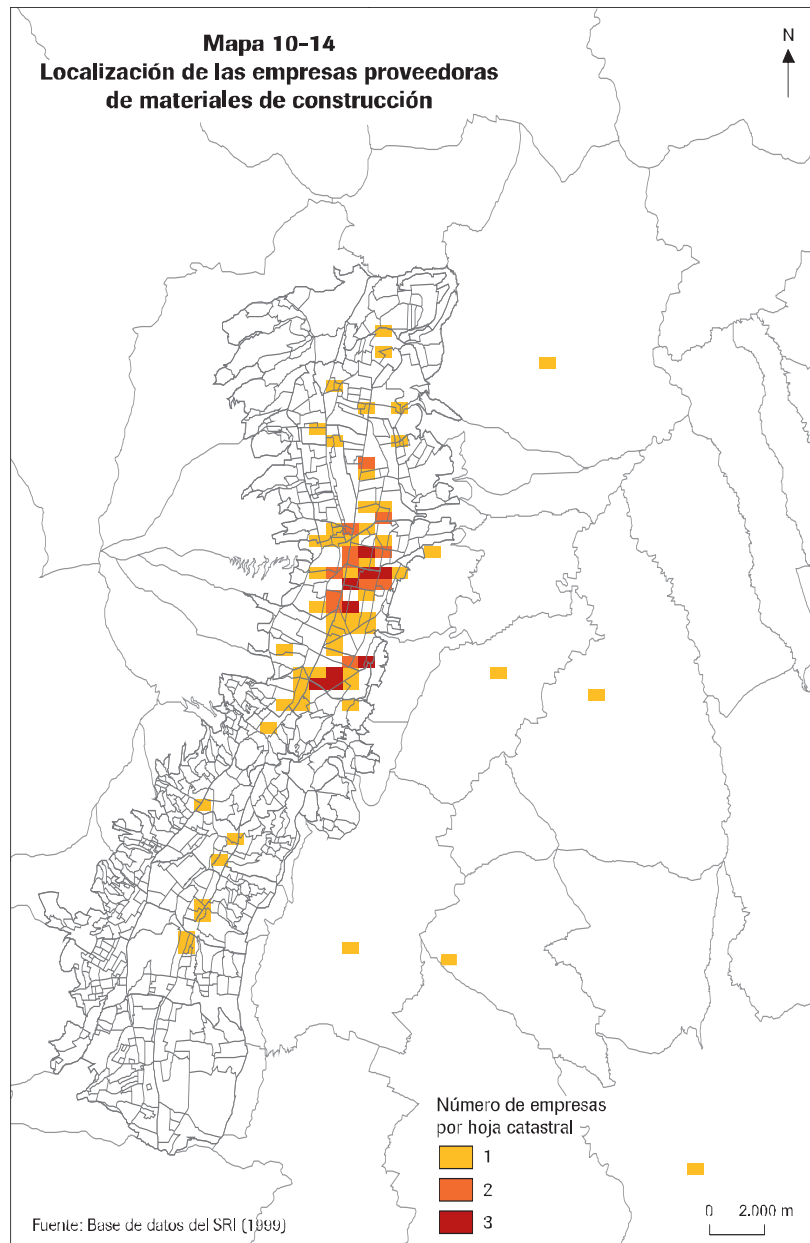 Mapa 10-14
Localización de las empresas proveedoras
de materiales de construcción
N
Número de empresas
por hoja catastral
1
2
3
Fuente: Base de datos del SRI (1999)
0 2.000 m